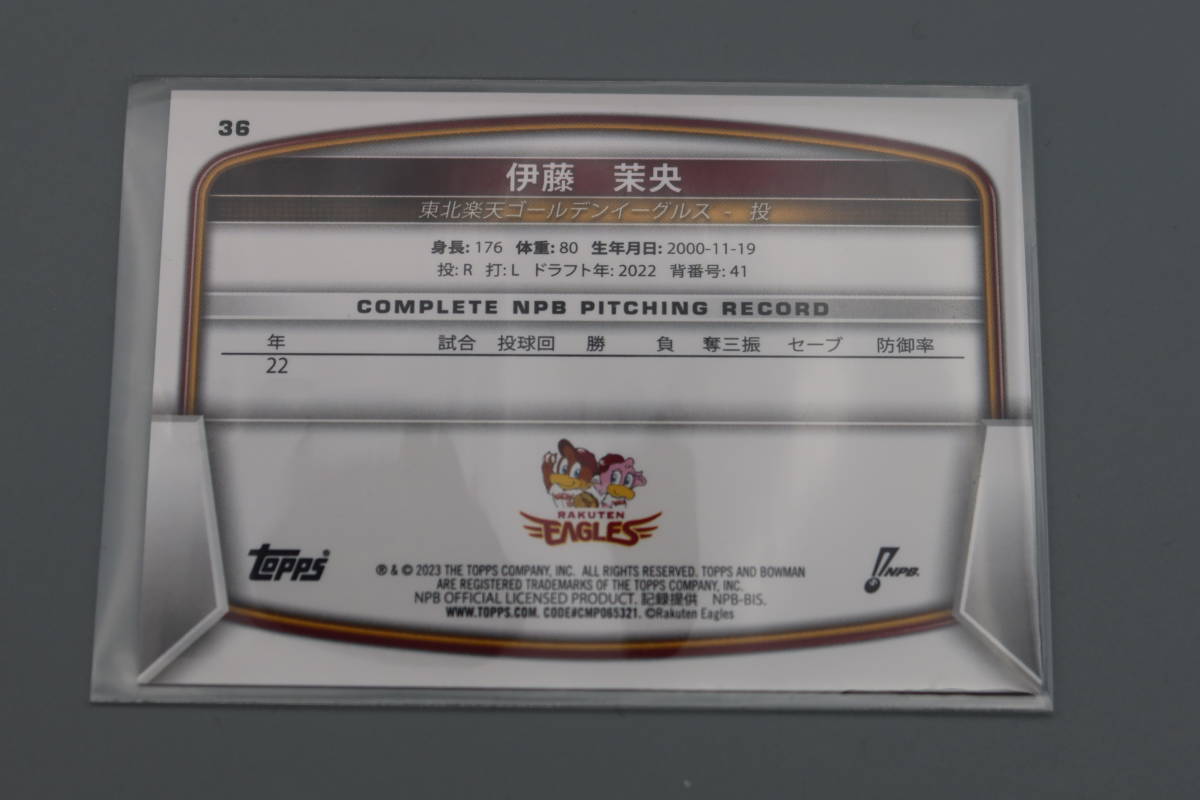 36
伊藤　茉央
東北楽天ゴールデンイーグルス - 投
身長: 176 体重: 80 生年月日: 2000-11-19
投: R 打: L ドラフト年: 2022 背番号: 41
COMPLETE NPB PITCHING RECORD
年 試合 投球回 勝 負 奪三振 セーブ 防御率
22
RAKUTEN
EAGLES
topps
® & © 2023 THE TOPPS COMPANY, INC. ALL RIGHTS RESERVED. TOPPS AND BOWMAN
ARE REGISTERED TRADEMARKS OF THE TOPPS COMPANY, INC.
NPB OFFICIAL LICENSED PRODUCT. 記録提供 NPB-BIS.
WWW.TOPPS.COM. CODE#CMP065321. ©Rakuten Eagles
NPB.